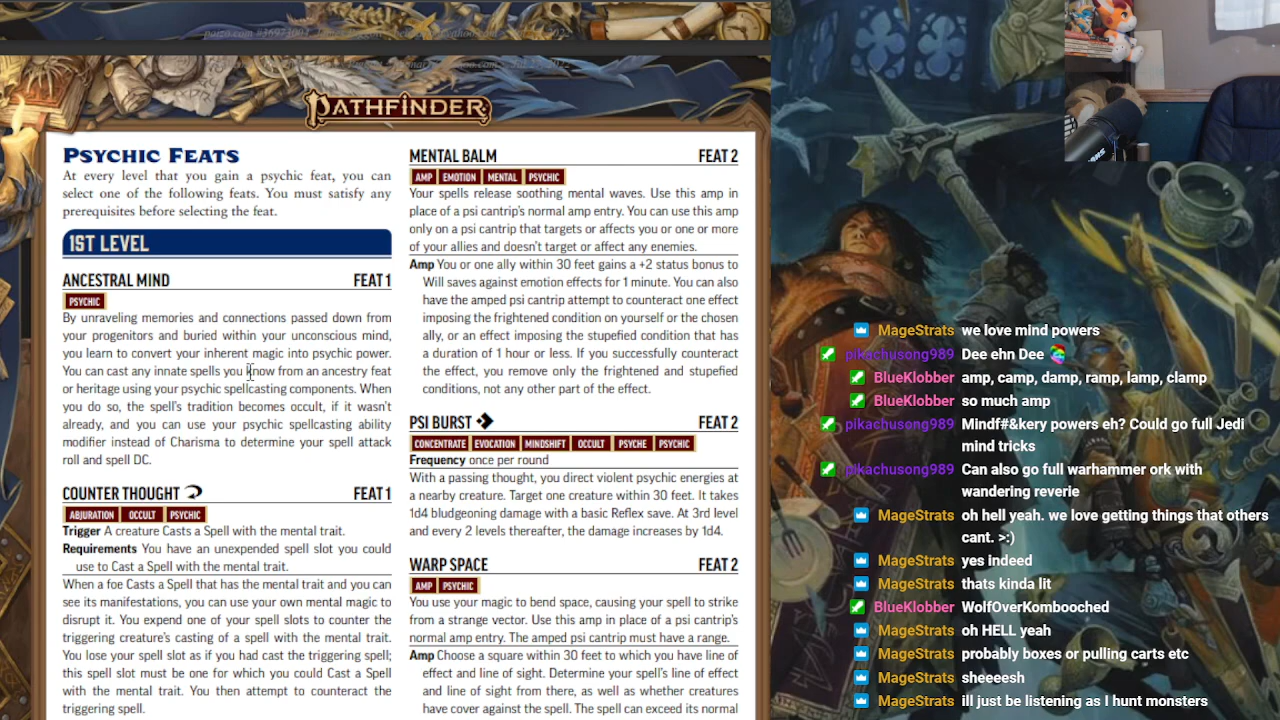 PATHFINDER
PSYCHIC FEATS
At every level that you gain a psychic feat, you can
select one of the following feats. You must satisfy any
prerequisites before selecting the feat.
1ST LEVEL
ANCESTRAL MIND FEAT 1
PSYCHIC
By unraveling memories and connections passed down from
your progenitors and buried within your unconscious mind,
you learn to convert your inherent magic into psychic power.
You can cast any innate spells you know from an ancestry feat
or heritage using your psychic spellcasting components. When
you do so, the spell's tradition becomes occult, if it wasn't
already, and you can use your psychic spellcasting ability
modifier instead of Charisma to determine your spell attack
roll and spell DC.
COUNTER THOUGHT FEAT 1
ABJURATION OCCULT PSYCHIC
Trigger A creature Casts a Spell with the mental trait.
Requirements You have an unexpended spell slot you could
use to Cast a Spell with the mental trait.
When a foe Casts a Spell that has the mental trait and you can
see its manifestations, you can use your own mental magic to
disrupt it. You expend one of your spell slots to counter the
triggering creature's casting of a spell with the mental trait.
You lose your spell slot as if you had cast the triggering spell;
this spell slot must be one for which you could Cast a Spell
with the mental trait. You then attempt to counteract the
triggering spell.
MENTAL BALM FEAT 2
AMP EMOTION MENTAL PSYCHIC
Your spells release soothing mental waves. Use this amp in
place of a psi cantrip's normal amp entry. You can use this amp
only on a psi cantrip that targets or affects you or one or more
of your allies and doesn't target or affect any enemies.
Amp You or one ally within 30 feet gains a +2 status bonus to
Will saves against emotion effects for 1 minute. You can also
have the amped psi cantrip attempt to counteract one effect
imposing the frightened condition on yourself or the chosen
ally, or an effect imposing the stupefied condition that has
a duration of 1 hour or less. If you successfully counteract
the effect, you remove only the frightened and stupefied
conditions, not any other part of the effect.
PSI BURST FEAT 2
CONCENTRATE EVOCATION MINDSHIFT OCCULT PSYCHE PSYCHIC
Frequency once per round
With a passing thought, you direct violent psychic energies at
a nearby creature. Target one creature within 30 feet. It takes
1d4 bludgeoning damage with a basic Reflex save. At 3rd level
and every 2 levels thereafter, the damage increases by 1d4.
WARP SPACE FEAT 2
AMP PSYCHIC
You use your magic to bend space, causing your spell to strike
from a strange vector. Use this amp in place of a psi cantrip's
normal amp entry. The amped psi cantrip must have a range.
Amp Choose a square within 30 feet to which you have line of
effect and line of sight. Determine your spell's line of effect
and line of sight from there, as well as whether creatures
have cover against the spell. The spell can exceed its normal
MageStrats we love mind powers
pikachusong989 Dee ehn Dee
BlueKlobber amp, camp, damp, ramp, lamp, clamp
BlueKlobber so much amp
pikachusong989 Mindf#&kery powers eh? Could go full Jedi
mind tricks
pikachusong989 Can also go full warhammer ork with
wandering reverie
MageStrats oh hell yeah. we love getting things that others
cant. >:)
MageStrats yes indeed
MageStrats thats kinda lit
BlueKlobber WolfOverKombooched
MageStrats oh HELL yeah
MageStrats probably boxes or pulling carts etc
MageStrats sheeeesh
MageStrats ill just be listening as I hunt monsters